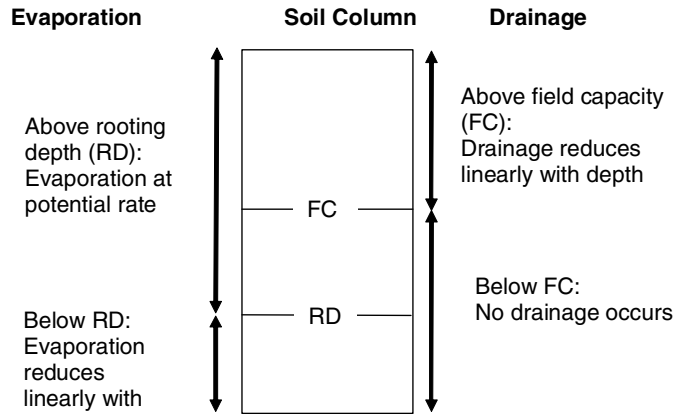 Evaporation
Soil Column
Drainage
Above rooting
depth (RD):
Evaporation at
potential rate
Below RD:
Evaporation
reduces
linearly with
FC
RD
Above field capacity
(FC):
Drainage reduces
linearly with depth
Below FC:
No drainage occurs